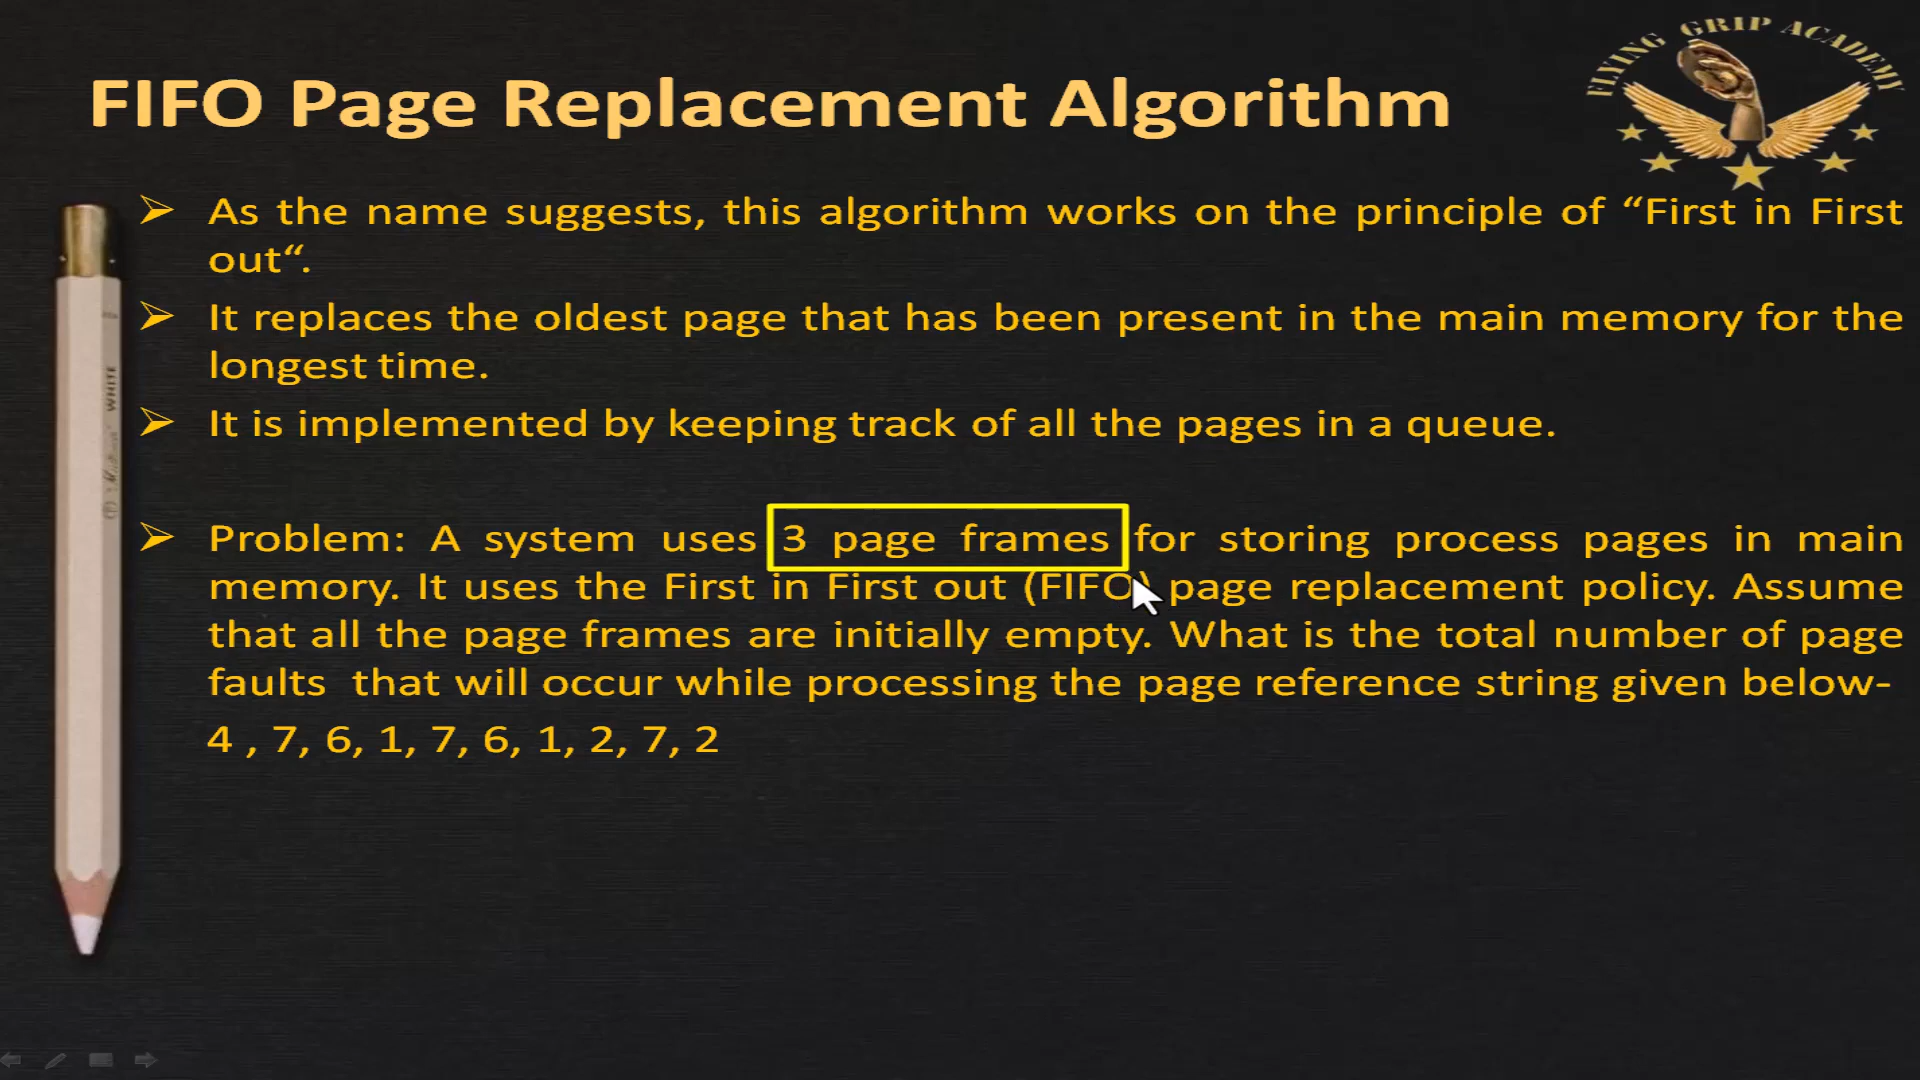 FLYING GRIP ACADEMY
FIFO Page Replacement Algorithm
As the name suggests, this algorithm works on the principle of “First in First
out“.
It replaces the oldest page that has been present in the main memory for the
longest time.
It is implemented by keeping track of all the pages in a queue.
Problem: A system uses 3 page frames for storing process pages in main
memory. It uses the First in First out (FIFO) page replacement policy. Assume
that all the page frames are initially empty. What is the total number of page
faults that will occur while processing the page reference string given below-
4 , 7, 6, 1, 7, 6, 1, 2, 7, 2
WHITE